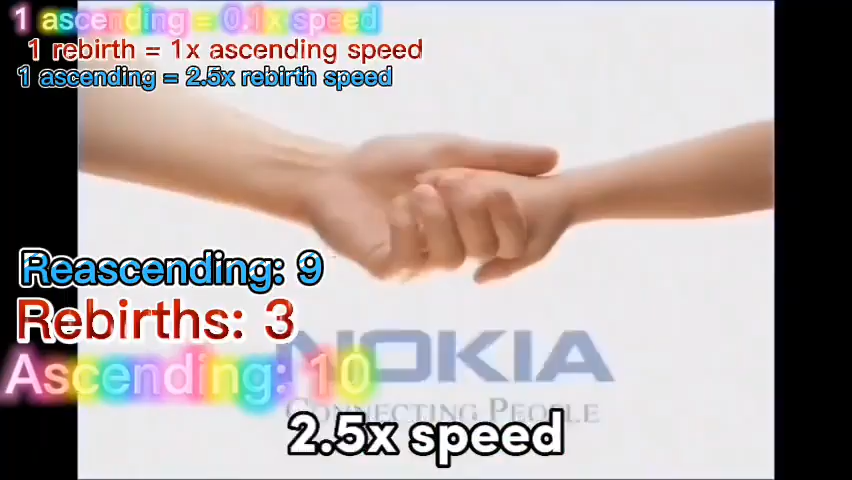 1 ascending = 0.1x speed
1 rebirth = 1x ascending speed
1 ascending = 2.5x rebirth speed
Reascending: 9
Rebirths: 3
Ascending: 10
NOKIA
CONNECTING PEOPLE
2.5x speed